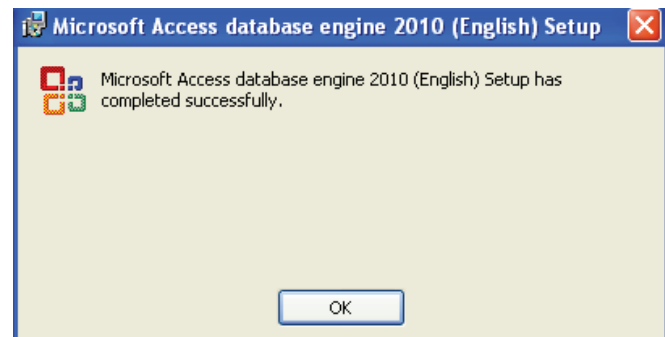 Microsoft Access database engine 2010 (English) Setup
Microsoft Access database engine 2010 (English) Setup has
completed successfully.
OK